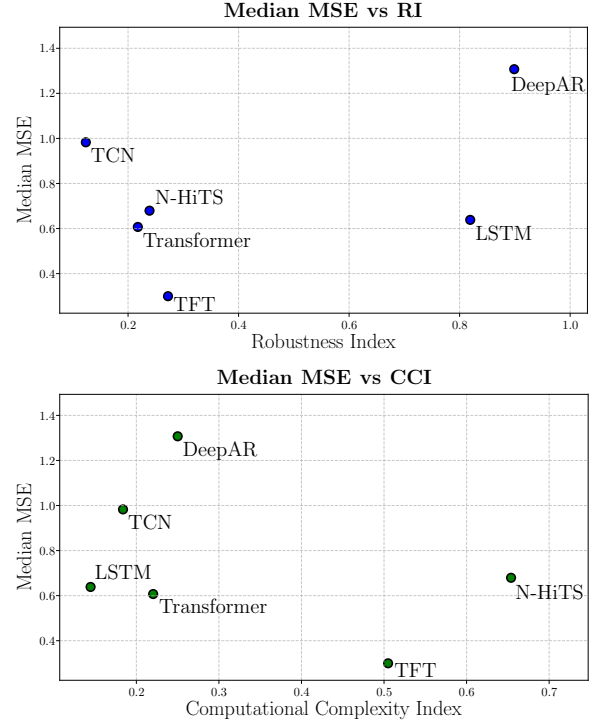 Median MSE vs RI
1.4
1.2
1.0
0.8
0.6
0.4
Median MSE
DeepAR
TCN
N-HiTS
Transformer
LSTM
TFT
0.2
0.4
0.6
0.8
1.0
Robustness Index
Median MSE vs CCI
1.4
1.2
1.0
0.8
0.6
0.4
Median MSE
DeepAR
TCN
LSTM
Transformer
N-HiTS
TFT
0.2
0.3
0.4
0.5
0.6
0.7
Computational Complexity Index